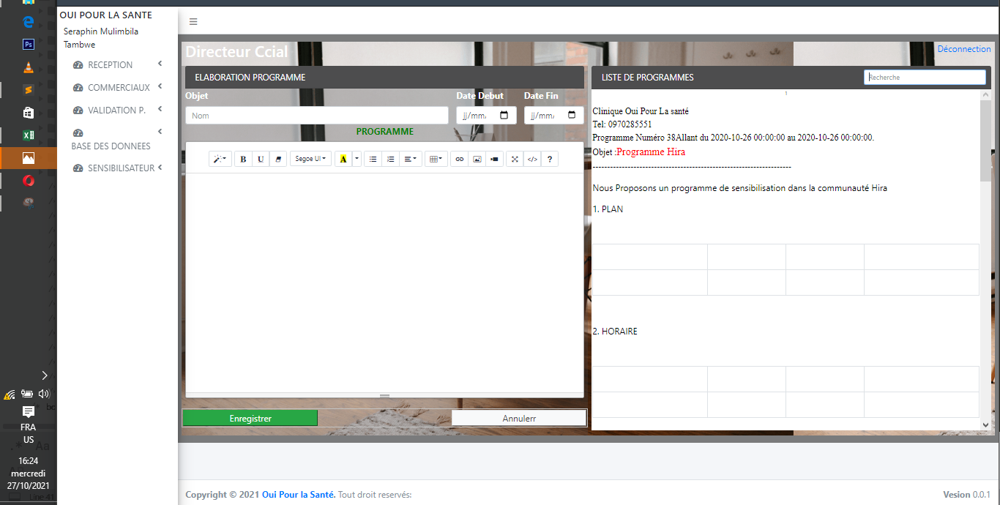 OUI POUR LA SANTE
Seraphin Mulimbila
Tambwe
RECEPTION
COMMERCIAUX
VALIDATION P.
BASE DES DONNEES
SENSIBILISATEUR
Ps
FRA
US
16:24
mercredi
27/10/2021
Aa
Line 41
Directeur Ccial
Déconnection
ELABORATION PROGRAMME
Objet
Date Debut
Date Fin
Nom
jj/mm/
jj/mm/
PROGRAMME
B U Segoe UI A </> ?
Enregistrer
Annulerr
LISTE DE PROGRAMMES
Recherche
1
Clinique Oui Pour La santé
Tel: 0970285551
Programme Numéro 38Allant du 2020-10-26 00:00:00 au 2020-10-26 00:00:00.
Objet :Programme Hira
--------------------------------------------------------------------
Nous Proposons un programme de sensibilisation dans la communauté Hira
1. PLAN
2. HORAIRE
Copyright © 2021 Oui Pour la Santé. Tout droit reservés:
Vesion 0.0.1